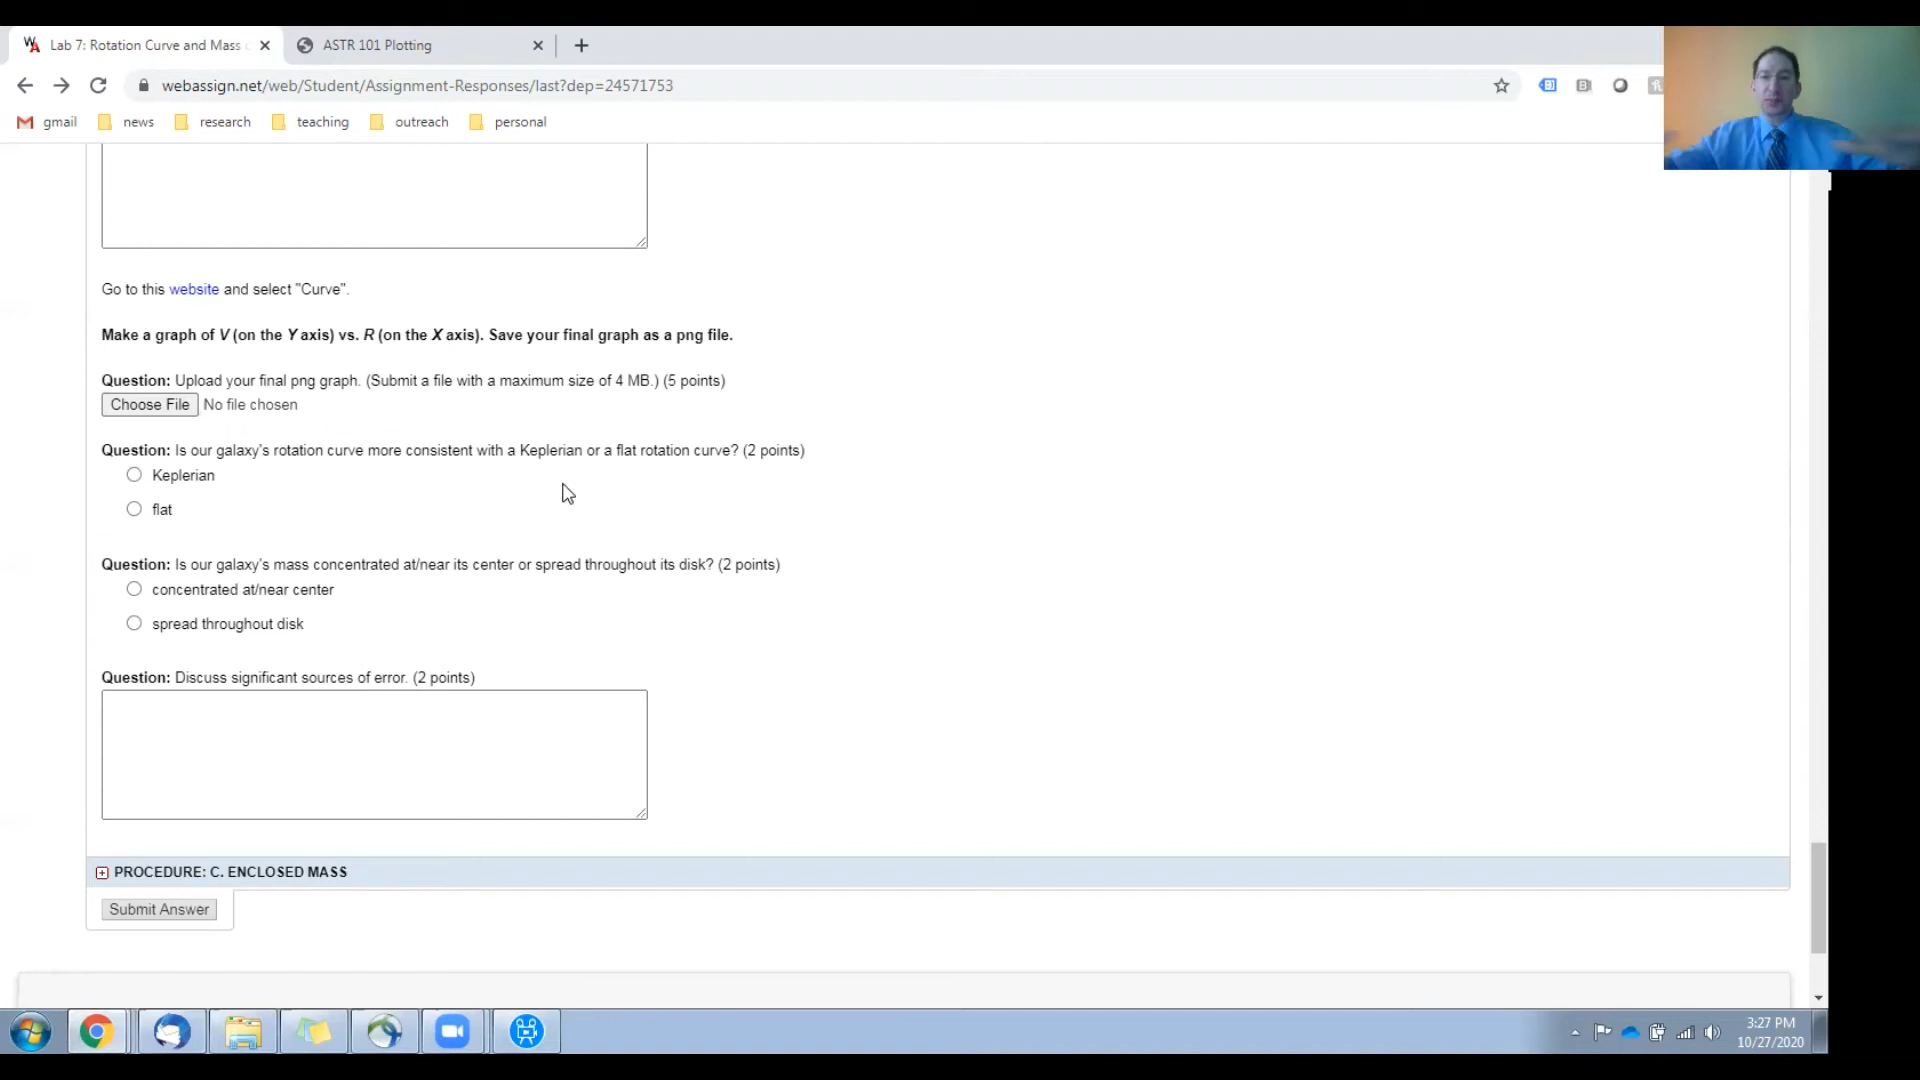 Lab 7: Rotation Curve and Mass
ASTR 101 Plotting
webassign.net/web/Student/Assignment-Responses/last?dep=24571753
gmail news research teaching outreach personal
Go to this website and select "Curve".
Make a graph of V (on the Y axis) vs. R (on the X axis). Save your final graph as a png file.
Question: Upload your final png graph. (Submit a file with a maximum size of 4 MB.) (5 points)
Choose File No file chosen
Question: Is our galaxy's rotation curve more consistent with a Keplerian or a flat rotation curve? (2 points)
Keplerian
flat
Question: Is our galaxy's mass concentrated at/near its center or spread throughout its disk? (2 points)
concentrated at/near center
spread throughout disk
Question: Discuss significant sources of error. (2 points)
PROCEDURE: C. ENCLOSED MASS
Submit Answer
3:27 PM
10/27/2020